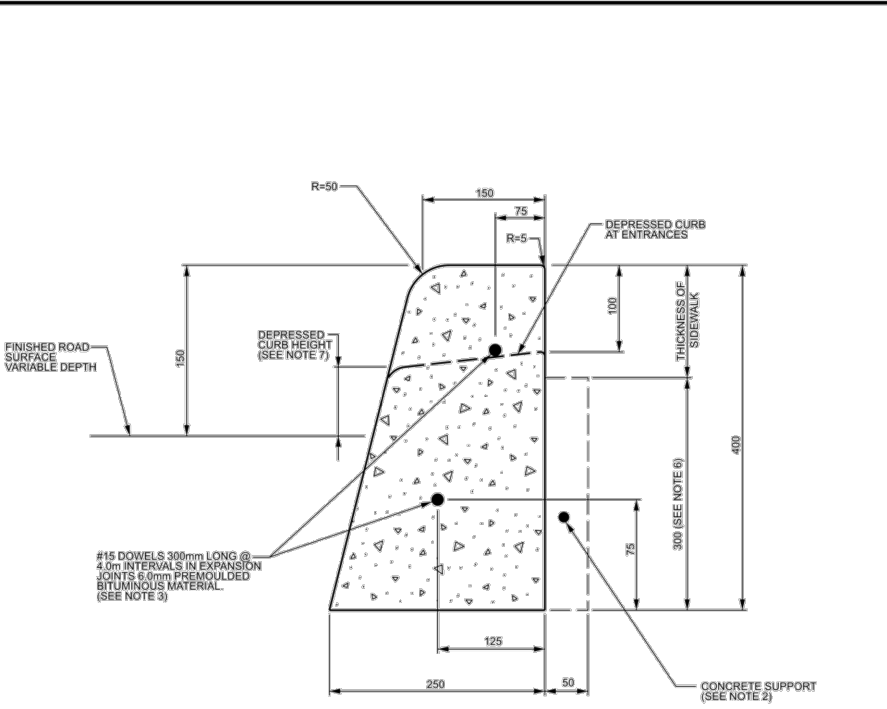 R=50
150
75
R=5
DEPRESSED CURB
AT ENTRANCES
100
THICKNESS OF
SIDEWALK
150
DEPRESSED
CURB HEIGHT
(SEE NOTE 7)
FINISHED ROAD
SURFACE
VARIABLE DEPTH
400
300 (SEE NOTE 6)
75
#15 DOWELS 300mm LONG @
4.0m INTERVALS IN EXPANSION
JOINTS 6.0mm PREMOULDED
BITUMINOUS MATERIAL.
(SEE NOTE 3)
125
250
50
CONCRETE SUPPORT
(SEE NOTE 2)